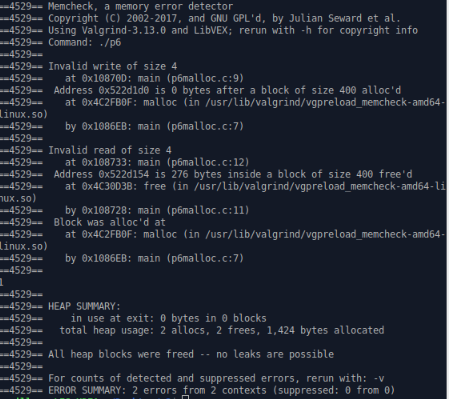 ==4529== Memcheck, a memory error detector
==4529== Copyright (C) 2002-2017, and GNU GPL'd, by Julian Seward et al.
==4529== Using Valgrind-3.13.0 and LibVEX; rerun with -h for copyright info
==4529== Command: ./p6
==4529==
==4529== Invalid write of size 4
==4529==    at 0x10870D: main (p6malloc.c:9)
==4529==  Address 0x522d1d0 is 0 bytes after a block of size 400 alloc'd
==4529==    at 0x4C2FB0F: malloc (in /usr/lib/valgrind/vgpreload_memcheck-amd64-
linux.so)
==4529==    by 0x1086EB: main (p6malloc.c:7)
==4529==
==4529== Invalid read of size 4
==4529==    at 0x108733: main (p6malloc.c:12)
==4529==  Address 0x522d154 is 276 bytes inside a block of size 400 free'd
==4529==    at 0x4C30D3B: free (in /usr/lib/valgrind/vgpreload_memcheck-amd64-li
nux.so)
==4529==    by 0x108728: main (p6malloc.c:11)
==4529==  Block was alloc'd at
==4529==    at 0x4C2FB0F: malloc (in /usr/lib/valgrind/vgpreload_memcheck-amd64-
linux.so)
==4529==    by 0x1086EB: main (p6malloc.c:7)
==4529==
1
==4529==
==4529== HEAP SUMMARY:
==4529==     in use at exit: 0 bytes in 0 blocks
==4529==   total heap usage: 2 allocs, 2 frees, 1,424 bytes allocated
==4529==
==4529== All heap blocks were freed -- no leaks are possible
==4529==
==4529== For counts of detected and suppressed errors, rerun with: -v
==4529== ERROR SUMMARY: 2 errors from 2 contexts (suppressed: 0 from 0)